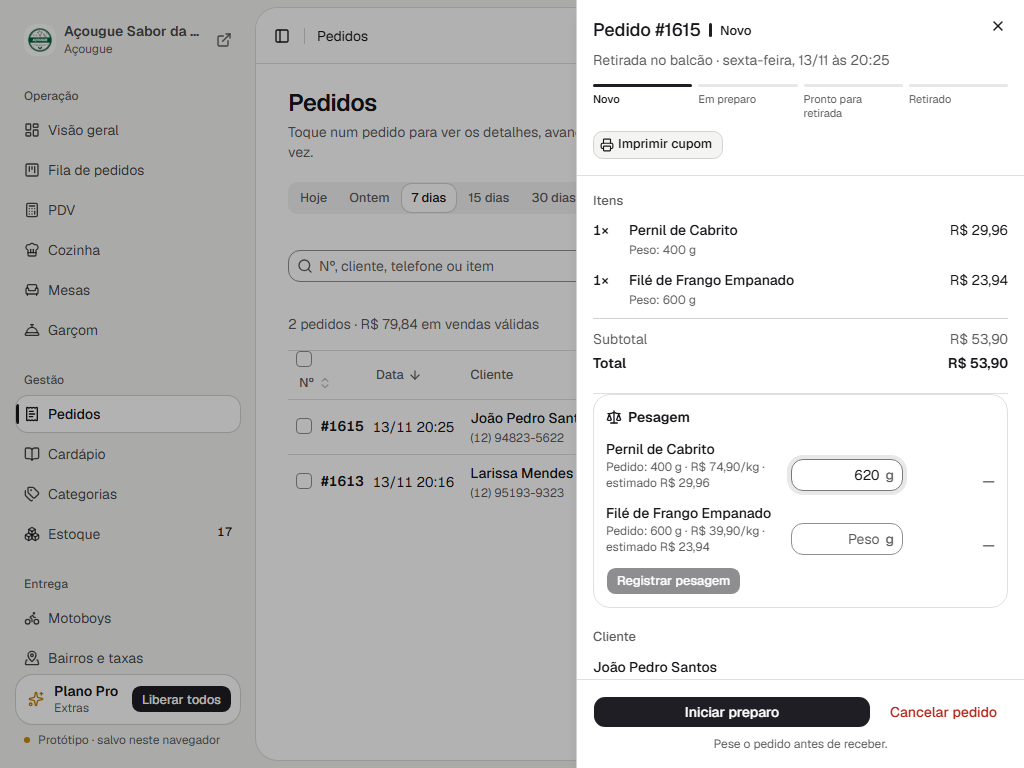 Açougue Sabor da ...
Açougue
Operação
Visão geral
Fila de pedidos
PDV
Cozinha
Mesas
Garçom
Gestão
Pedidos
Cardápio
Categorias
Estoque 17
Entrega
Motoboys
Bairros e taxas
Plano Pro
Extras
Liberar todos
Protótipo · salvo neste navegador
Pedidos
Pedidos
Toque num pedido para ver os detalhes, avan
vez.
Hoje Ontem 7 dias 15 dias 30 dias
Nº, cliente, telefone ou item
2 pedidos · R$ 79,84 em vendas válidas
Nº Data Cliente
#1615 13/11 20:25 João Pedro Sant
(12) 94823-5622
#1613 13/11 20:16 Larissa Mendes
(12) 95193-9323
Pedido #1615 Novo
Retirada no balcão · sexta-feira, 13/11 às 20:25
Novo Em preparo Pronto para retirada Retirado
Imprimir cupom
Itens
1× Pernil de Cabrito R$ 29,96
Peso: 400 g
1× Filé de Frango Empanado R$ 23,94
Peso: 600 g
Subtotal R$ 53,90
Total R$ 53,90
Pesagem
Pernil de Cabrito
Pedido: 400 g · R$ 74,90/kg ·
estimado R$ 29,96
620 g —
Filé de Frango Empanado
Pedido: 600 g · R$ 39,90/kg ·
estimado R$ 23,94
Peso g —
Registrar pesagem
Cliente
João Pedro Santos
Iniciar preparo Cancelar pedido
Pese o pedido antes de receber.